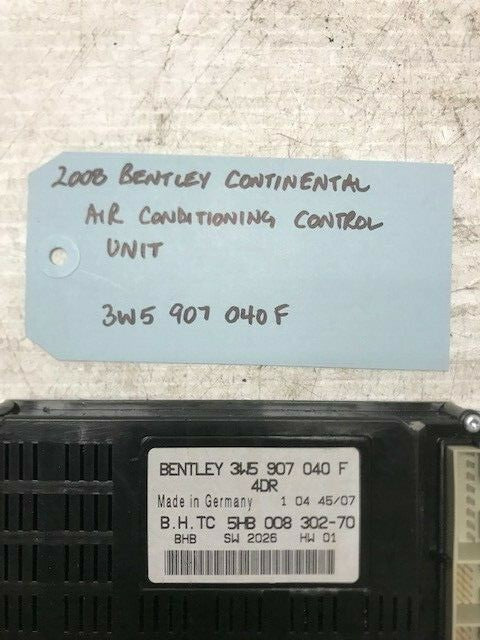 2008 BENTLEY CONTINENTAL
AIR CONDITIONING CONTROL
UNIT
3W5 907 040 F
BENTLEY 3W5 907 040 F
4DR
Made in Germany 1 04 45/07
B.H.TC 5HB 008 302-70
BHB SW 2026 HW 01